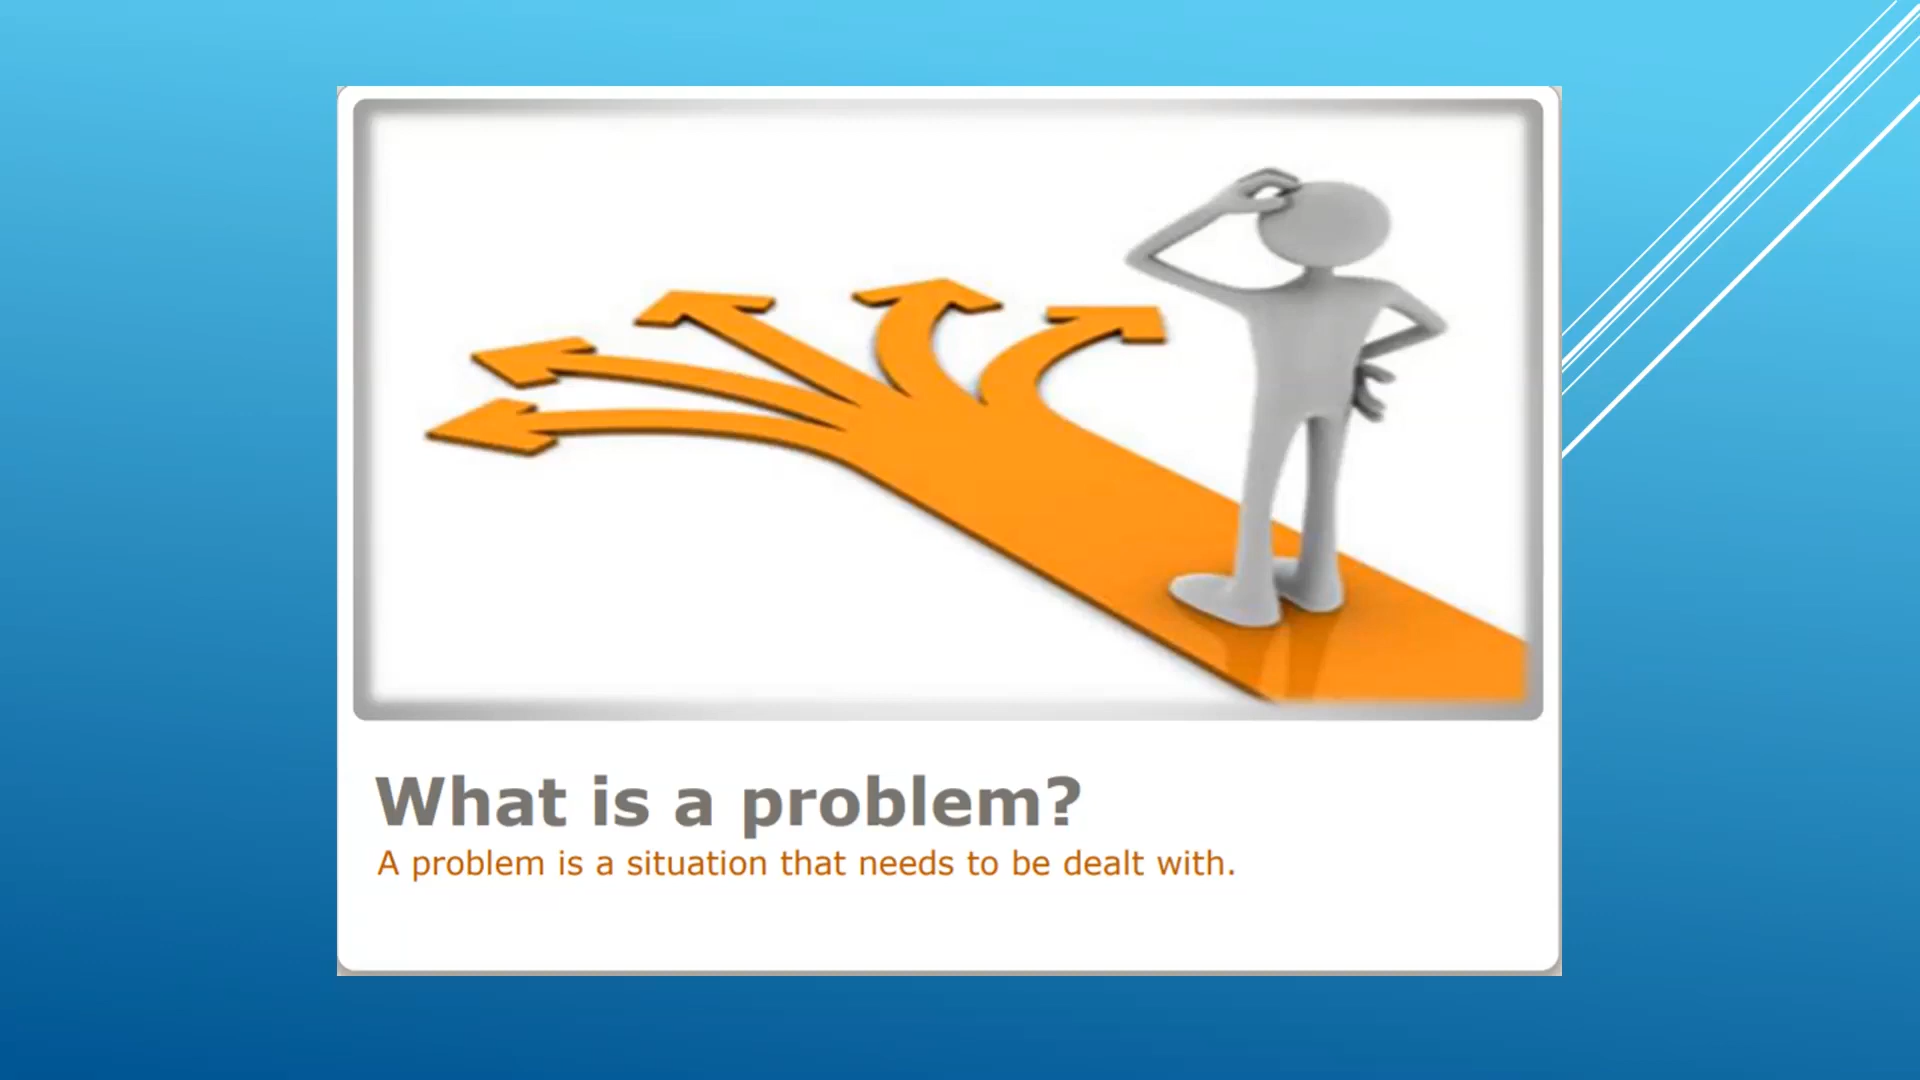 What is a problem?
A problem is a situation that needs to be dealt with.